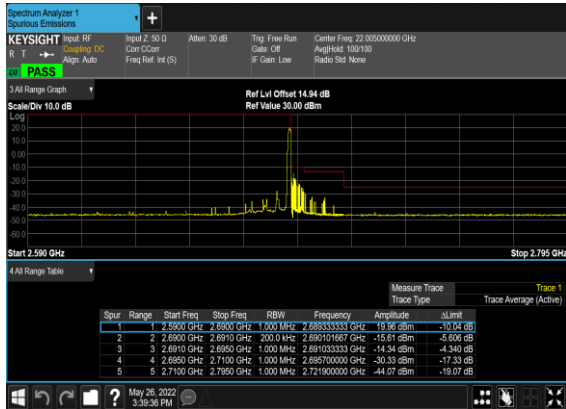 Spectrum Analyzer 1
Spurious Emissions
KEYSIGHT Input: RF Input Z: 50 Ω Atten: 30 dB Trig: Free Run Center Freq: 22.005000000 GHz
R T Coupling: DC Corr CCorr Gate: Off Avg|Hold: 100/100
Align: Auto Freq Ref: Int (S) IF Gain: Low Radio Std: None
PASS
3 All Range Graph
Ref Lvl Offset 14.94 dB
Scale/Div 10.0 dB Ref Value 30.00 dBm
Log
20.0
10.0
0.00
-10.0
-20.0
-30.0
-40.0
-50.0
-60.0
Start 2.590 GHz Stop 2.795 GHz
4 All Range Table
Measure Trace Trace 1
Trace Type Trace Average (Active)
Spur Range Start Freq Stop Freq RBW Frequency Amplitude ΔLimit
1 1 2.5900 GHz 2.6900 GHz 1.000 MHz 2.689333333 GHz 19.96 dBm -10.04 dB
2 2 2.6900 GHz 2.6910 GHz 200.0 kHz 2.690101667 GHz -15.61 dBm -5.606 dB
3 3 2.6910 GHz 2.6950 GHz 1.000 MHz 2.691033333 GHz -14.34 dBm -4.340 dB
4 4 2.6950 GHz 2.7100 GHz 1.000 MHz 2.695700000 GHz -30.33 dBm -17.33 dB
5 5 2.7100 GHz 2.7950 GHz 1.000 MHz 2.721900000 GHz -44.07 dBm -19.07 dB
? May 26, 2022
3:39:36 PM